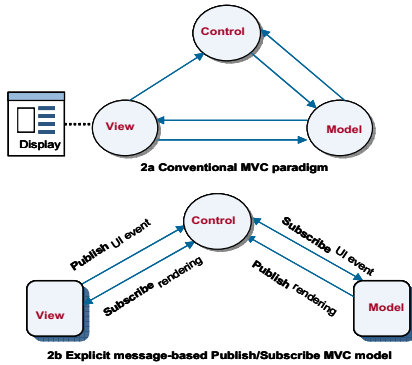 Control
View
Model
Display
2a Conventional MVC paradigm
Control
Publish UI event
Subscribe rendering
Subscribe UI event
Publish rendering
View
Model
2b Explicit message-based Publish/Subscribe MVC model